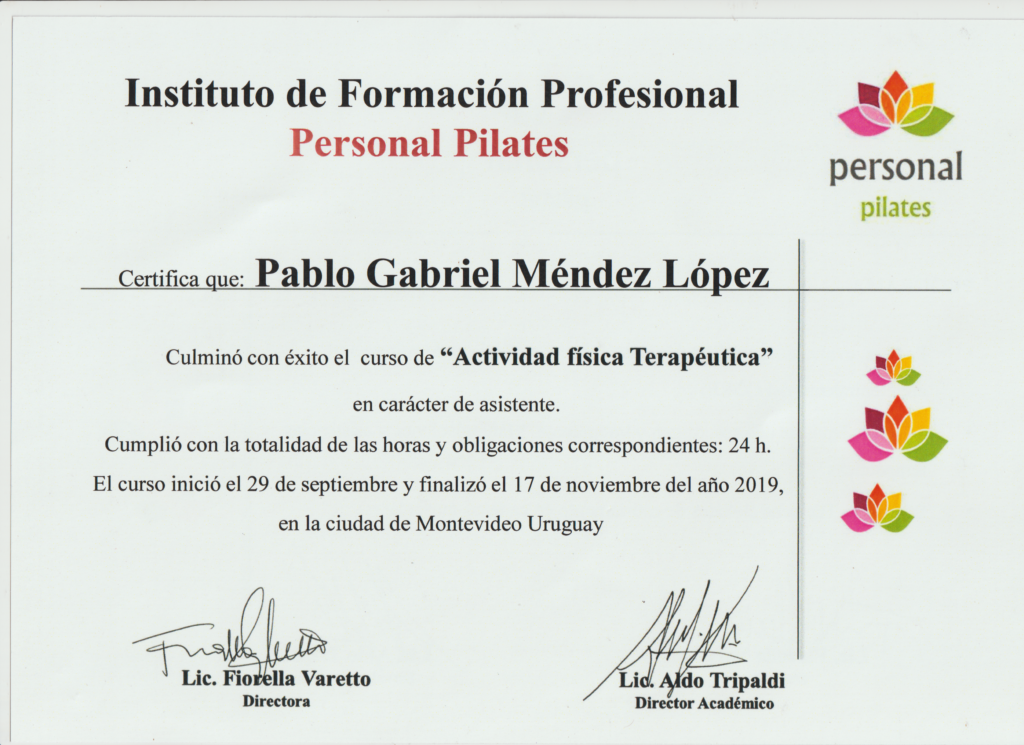 Instituto de Formación Profesional
Personal Pilates
personal
pilates
Certifica que: Pablo Gabriel Méndez López
Culminó con éxito el curso de “Actividad física Terapéutica”
en carácter de asistente.
Cumplió con la totalidad de las horas y obligaciones correspondientes: 24 h.
El curso inició el 29 de septiembre y finalizó el 17 de noviembre del año 2019,
en la ciudad de Montevideo Uruguay
Lic. Fiorella Varetto
Directora
Lic. Aldo Tripaldi
Director Académico